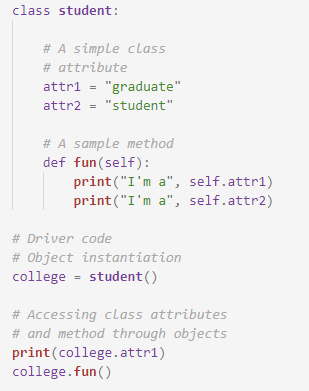 class student:
# A simple class
# attribute
attr1 = "graduate"
attr2 = "student"
# A sample method
def fun(self):
print("I'm a", self.attr1)
print("I'm a", self.attr2)
# Driver code
# Object instantiation
college = student()
# Accessing class attributes
# and method through objects
print(college.attr1)
college.fun()